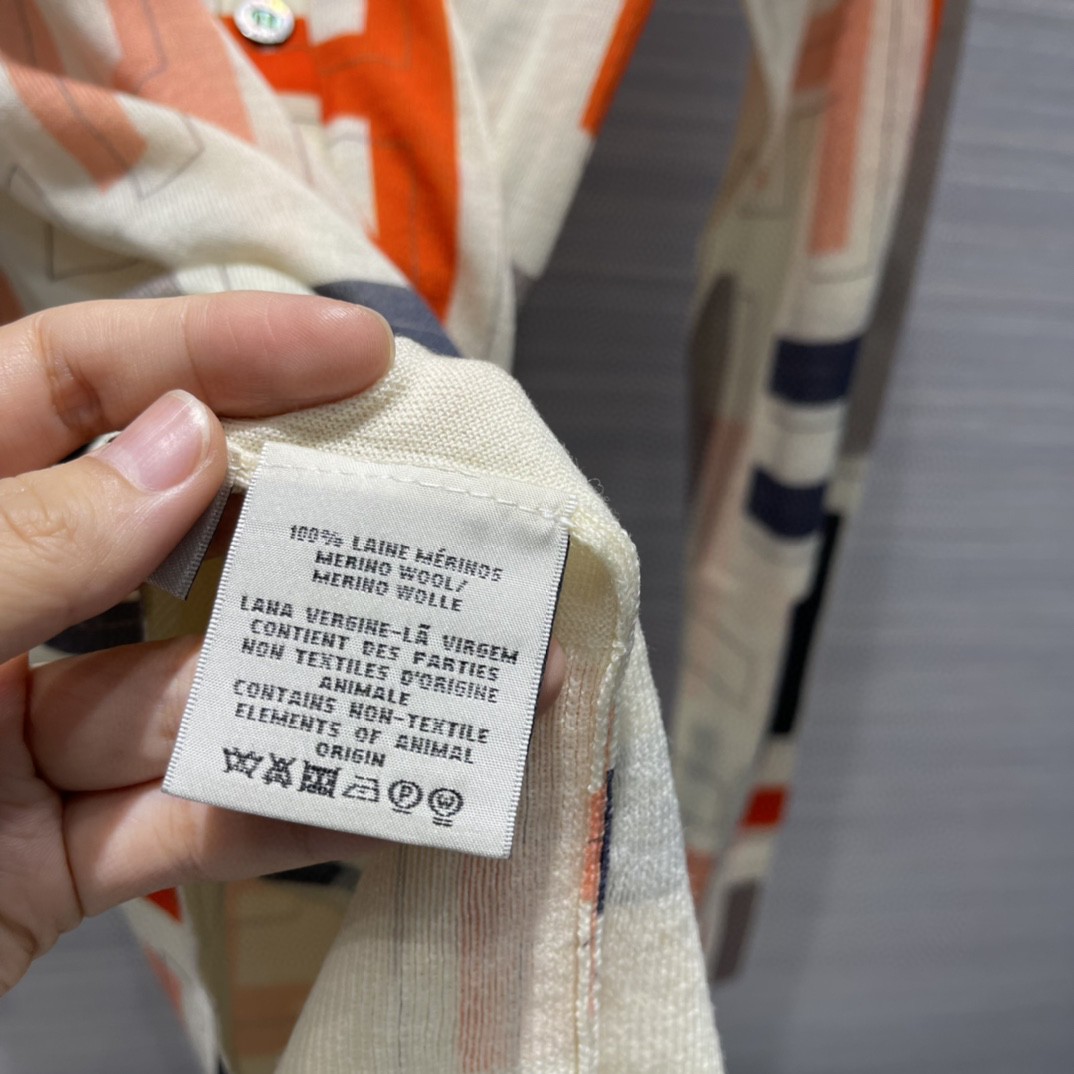 100% LAINE MÉRINOS
MERINO WOOL/
MERINO WOLLE
LANA VERGINE-LÃ VIRGEM
CONTIENT DES PARTIES
NON TEXTILES D'ORIGINE
ANIMALE
CONTAINS NON-TEXTILE
ELEMENTS OF ANIMAL
ORIGIN
P W